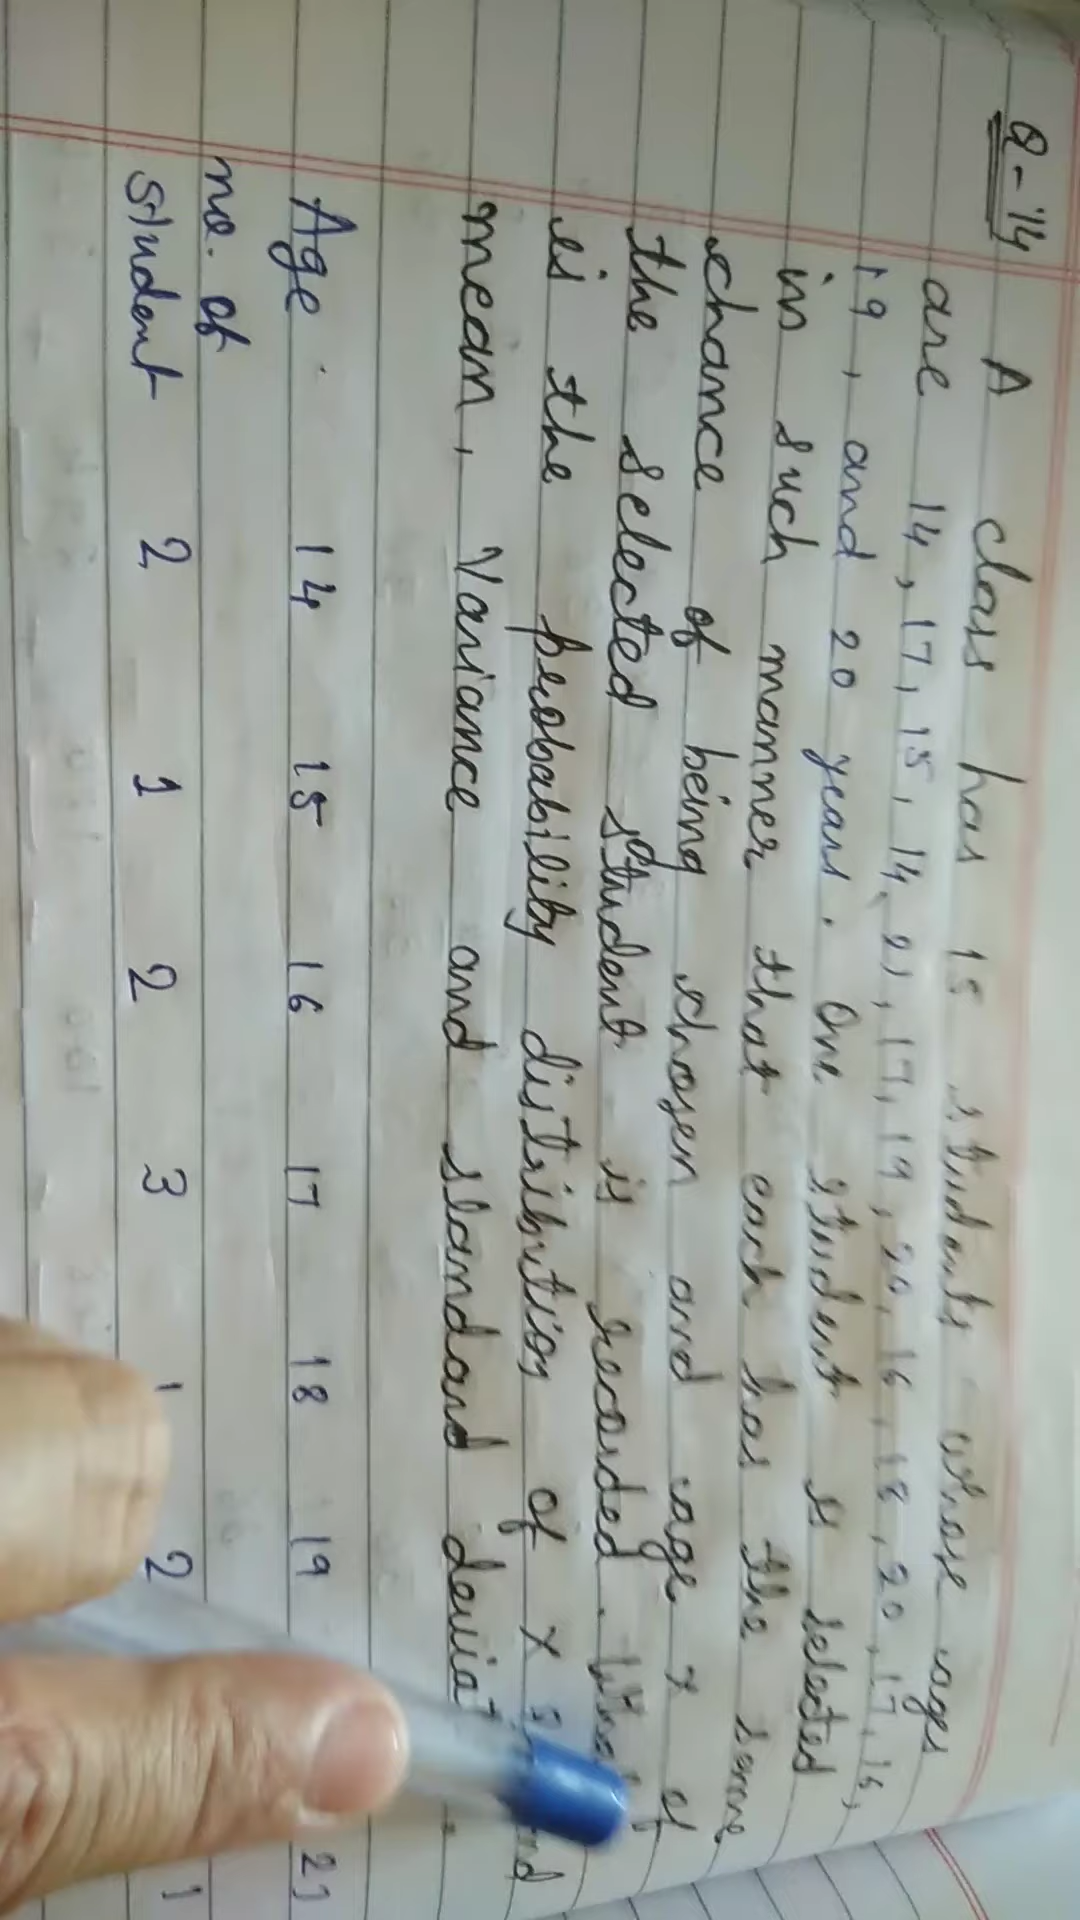 Q-14 A class has 15 students whose ages
are 14, 17, 15, 14, 21, 17, 19, 20, 16, 18, 20, 17, 16,
19, and 20 years. One student is selected
in such manner that each has the same
chance of being chosen and age X of
the selected student is recorded.
is the probability distribution of X
mean, Variance and standard
Age 14 15 16 17 18 19 21
no. of
student 2 1 2 3 1 2 1